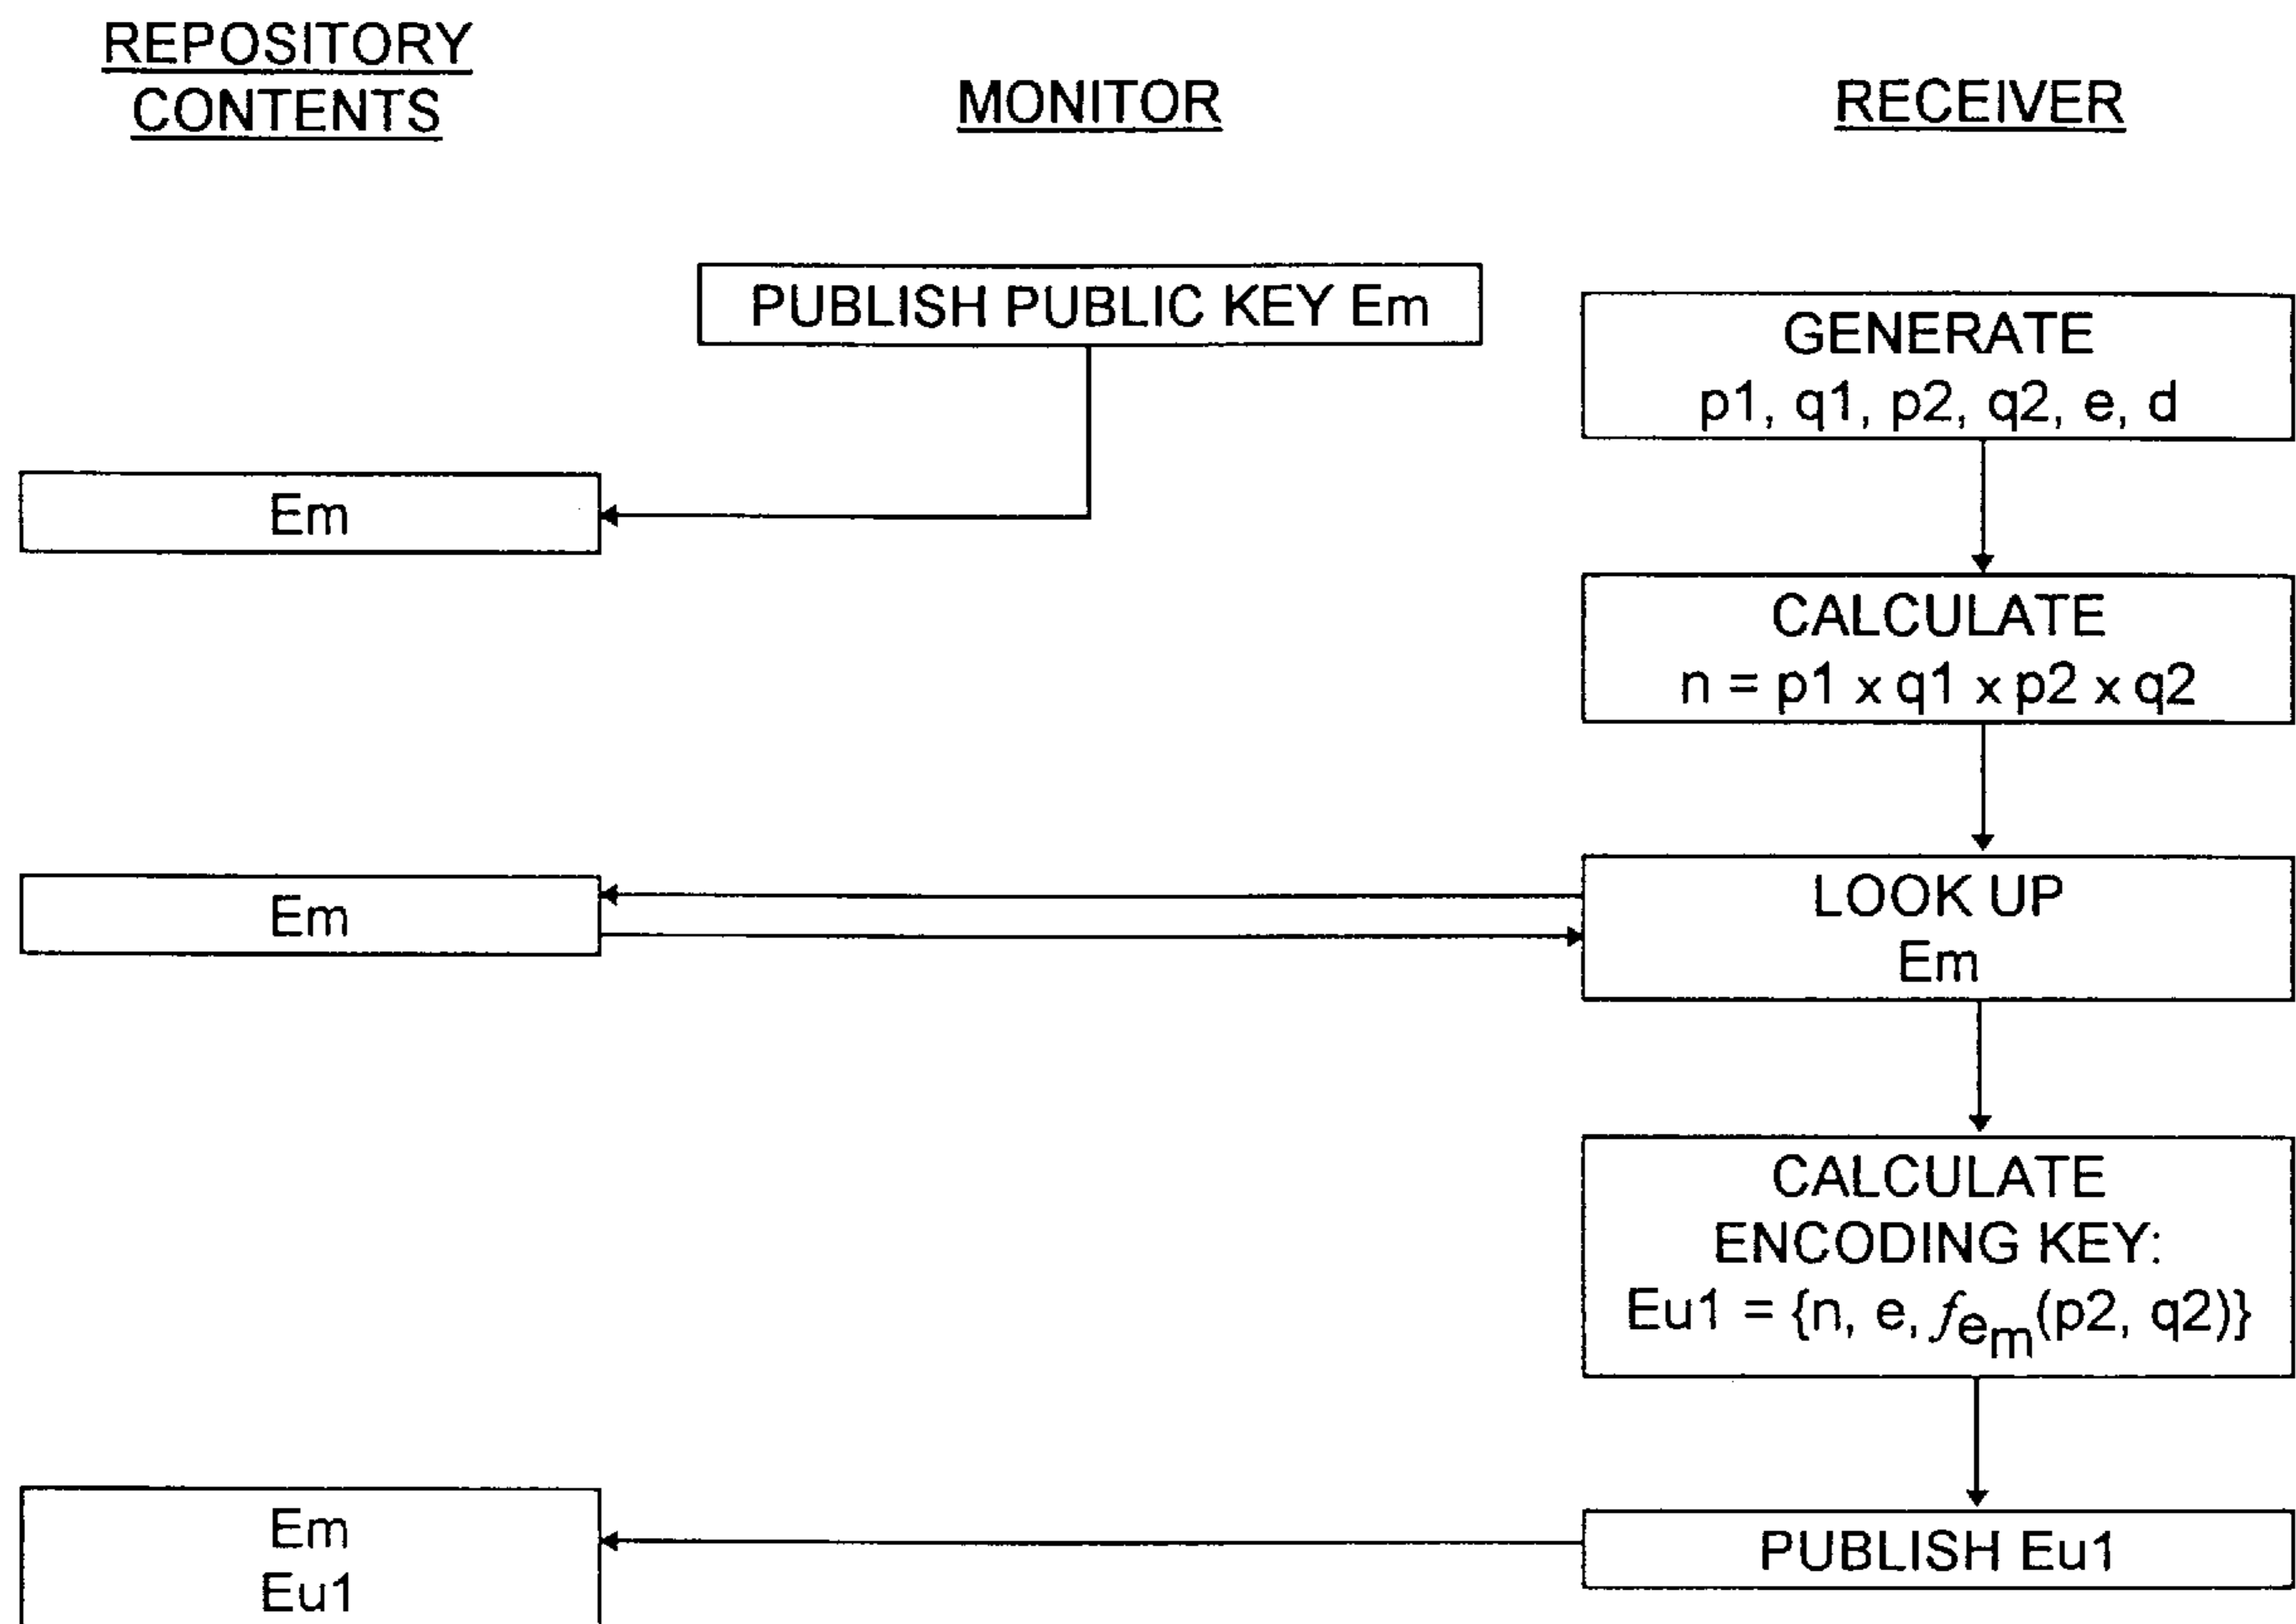 REPOSITORY
CONTENTS
MONITOR
RECEIVER
PUBLISH PUBLIC KEY Em
GENERATE
p1, q1, p2, q2, e, d
Em
CALCULATE
n = p1 x q1 x p2 x q2
Em
LOOK UP
Em
CALCULATE
ENCODING KEY:
Eu1 = {n, e, fem(p2, q2)}
Em
Eu1
PUBLISH Eu1